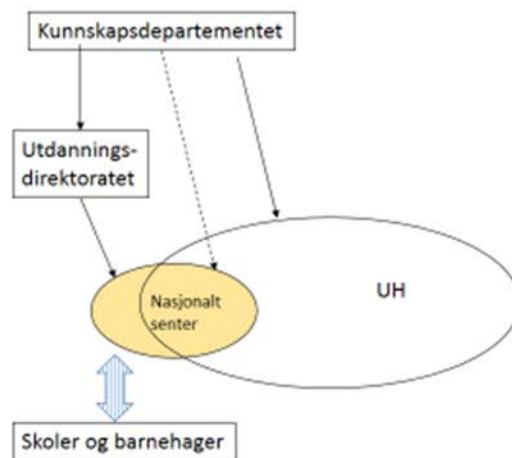 Kunnskapsdepartementet
Utdannings-
direktoratet
UH
Nasjonalt
senter
Skoler og barnehager